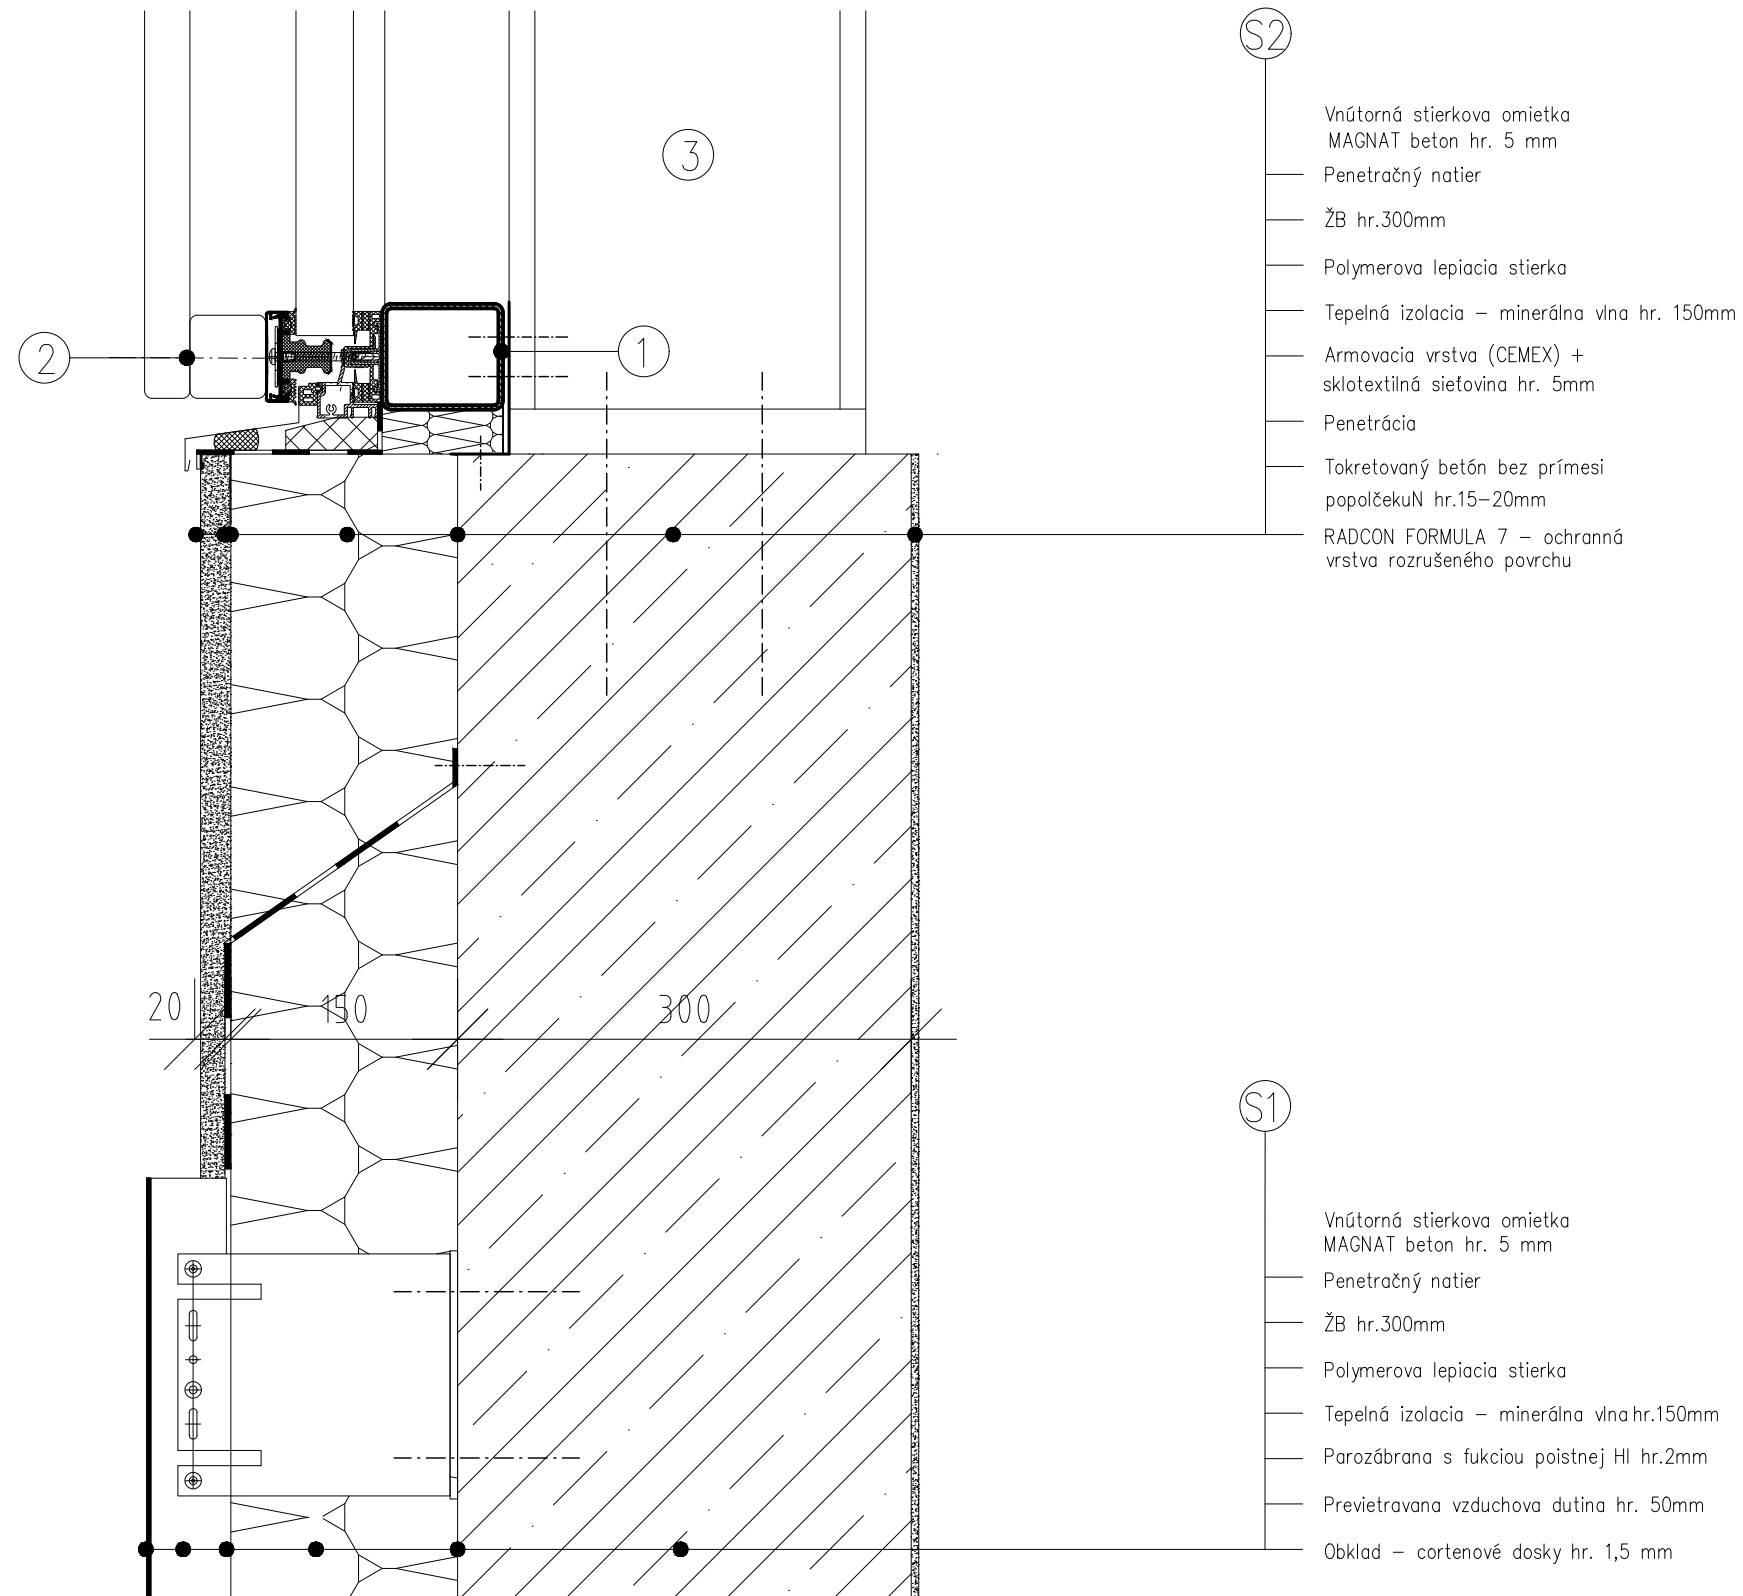 S2
Vnútorná stierkova omietka
MAGNAT beton hr. 5 mm
Penetračný natier
ŽB hr.300mm
Polymerova lepiacia stierka
Tepelná izolacia – minerálna vlna hr. 150mm
Armovacia vrstva (CEMEX) +
sklotextilná sieťovina hr. 5mm
Penetrácia
Tokretovaný betón bez prímesi
popolčekuN hr.15–20mm
RADCON FORMULA 7 – ochranná
vrstva rozrušeného povrchu
3
2
1
20
150
300
S1
Vnútorná stierkova omietka
MAGNAT beton hr. 5 mm
Penetračný natier
ŽB hr.300mm
Polymerova lepiacia stierka
Tepelná izolacia – minerálna vlna hr.150mm
Parozábrana s fukciou poistnej HI hr.2mm
Previetravana vzduchova dutina hr. 50mm
Obklad – cortenové dosky hr. 1,5 mm